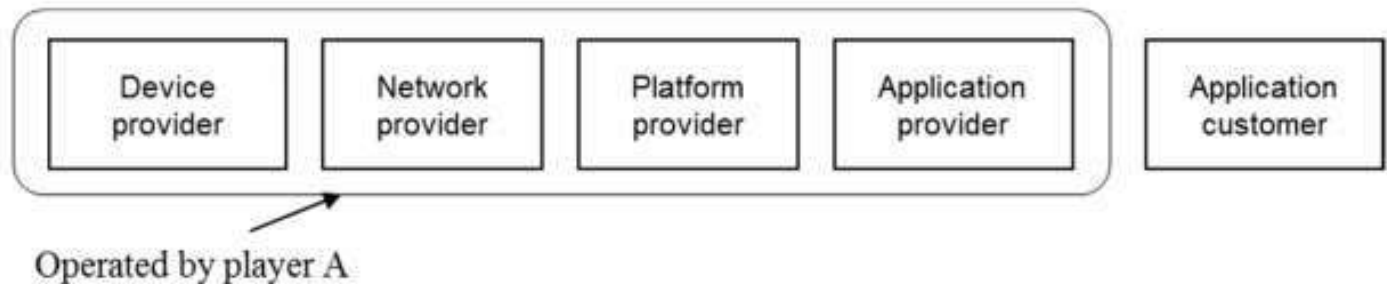 Device
provider
Network
provider
Platform
provider
Application
provider
Application
customer
Operated by player A